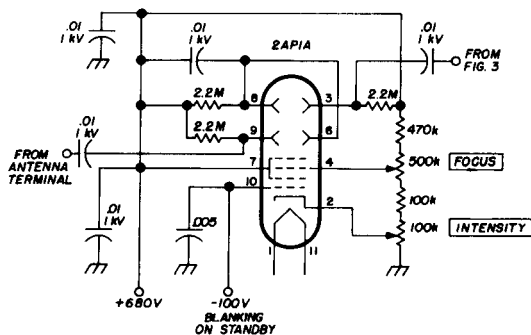 .01
1 kV
.01
1 kV
2AP1A
.01
1 kV
FROM
FIG. 3
2.2M
8
3
2.2M
2.2M
9
6
470k
.01
1 kV
FROM
ANTENNA
TERMINAL
7
4
500k
FOCUS
10
100k
.01
1 kV
.005
2
100k
INTENSITY
1
11
+680V
-100V
BLANKING
ON STANDBY